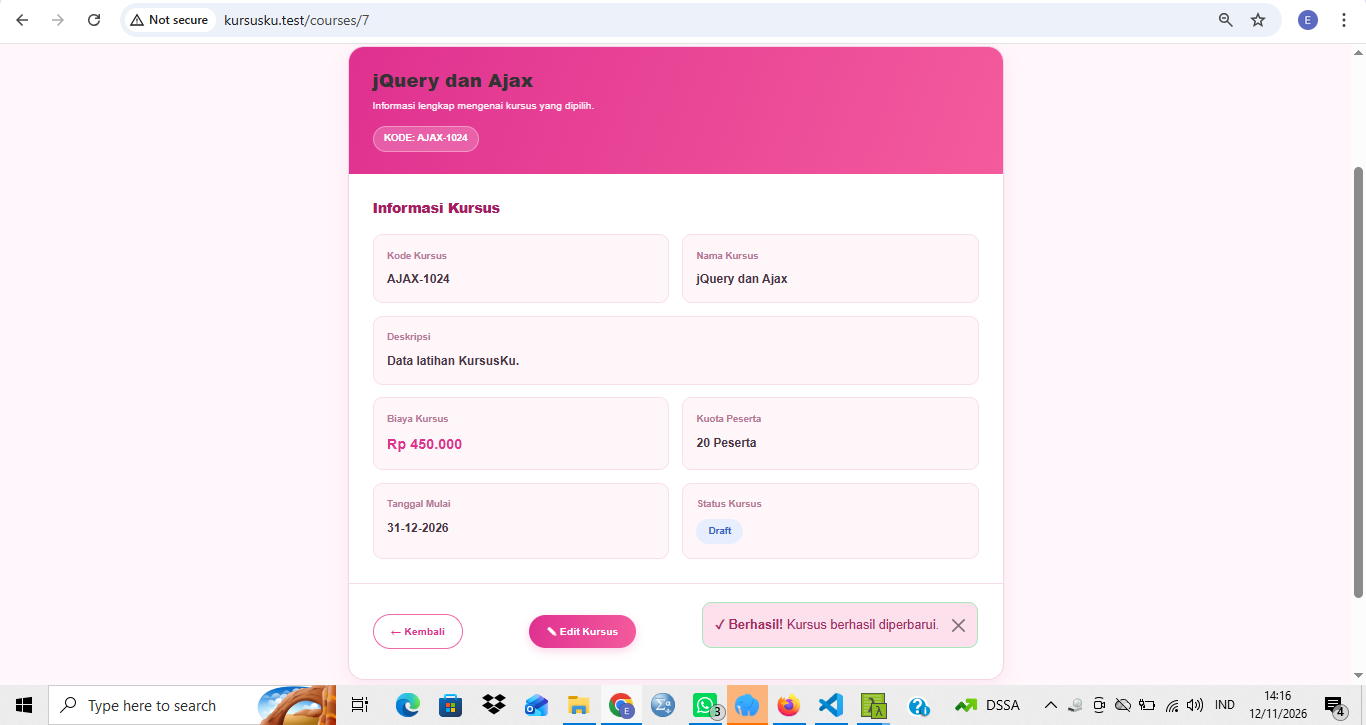 Not secure
kursusku.test/courses/7
E
jQuery dan Ajax
Informasi lengkap mengenai kursus yang dipilih.
KODE: AJAX-1024
Informasi Kursus
Kode Kursus
AJAX-1024
Nama Kursus
jQuery dan Ajax
Deskripsi
Data latihan KursusKu.
Biaya Kursus
Rp 450.000
Kuota Peserta
20 Peserta
Tanggal Mulai
31-12-2026
Status Kursus
Draft
← Kembali
✎ Edit Kursus
✓ Berhasil! Kursus berhasil diperbarui.
Type here to search
E
3
DSSA
IND
14:16
12/11/2026
4